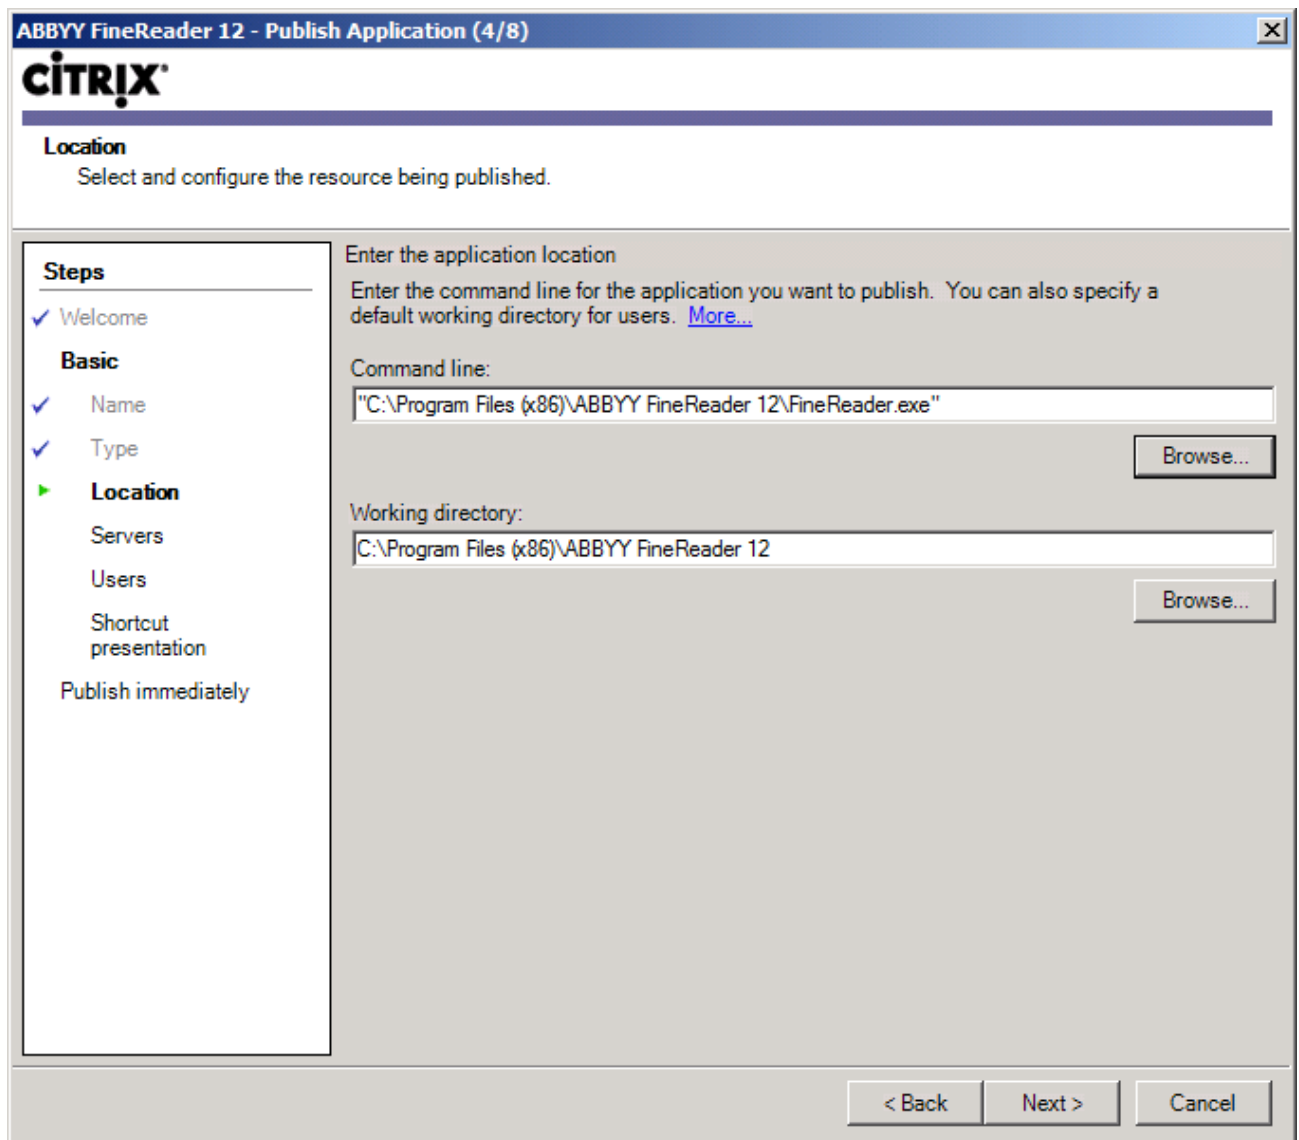 ABBYY FineReader 12 - Publish Application (4/8)
CİTRIX®
Location
Select and configure the resource being published.
Steps
Welcome
Basic
Name
Type
Location
Servers
Users
Shortcut
presentation
Publish immediately
Enter the application location
Enter the command line for the application you want to publish.  You can also specify a
default working directory for users.  More...
Command line:
"C:\Program Files (x86)\ABBYY FineReader 12\FineReader.exe"
Browse...
Working directory:
C:\Program Files (x86)\ABBYY FineReader 12
Browse...
< Back
Next >
Cancel